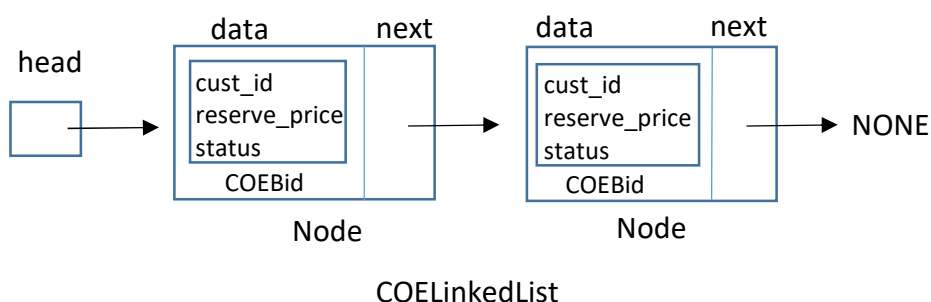 data next data next
head
cust_id
reserve_price
status
COEBid
cust_id
reserve_price
status
COEBid
NONE
Node Node
COELinkedList